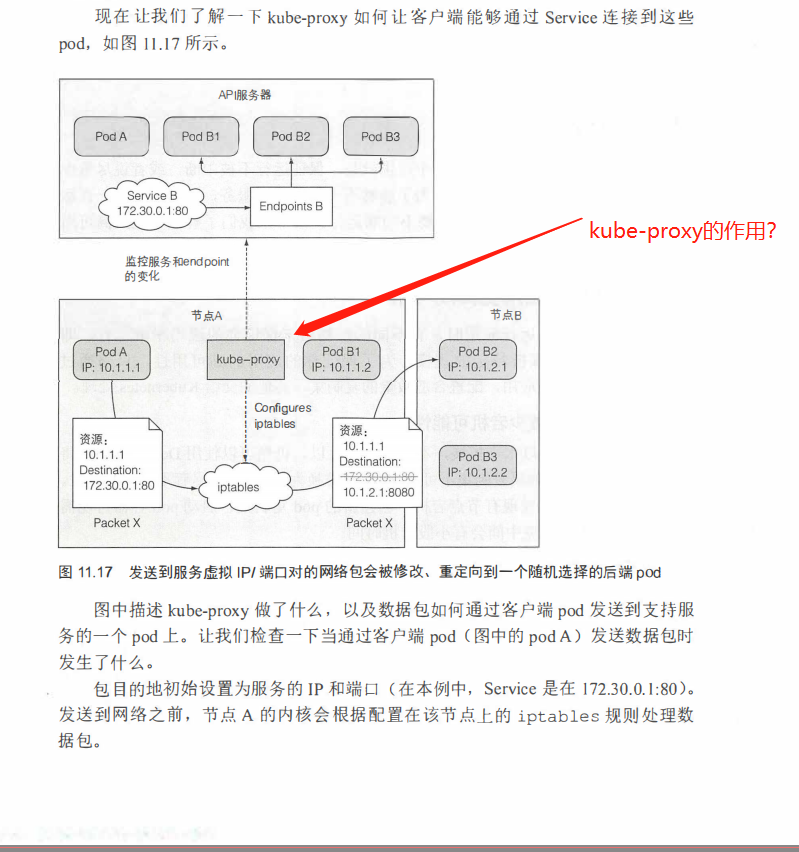 现在让我们了解一下 kube-proxy 如何让客户端能够通过 Service 连接到这些
pod，如图 11.17 所示。
API服务器
Pod A
Pod B1
Pod B2
Pod B3
Service B
172.30.0.1:80
Endpoints B
kube-proxy的作用?
监控服务和endpoint
的变化
节点A
节点B
Pod A
IP: 10.1.1.1
kube-proxy
Pod B1
IP: 10.1.1.2
Pod B2
IP: 10.1.2.1
Configures
iptables
资源：
10.1.1.1
Destination:
172.30.0.1:80
Packet X
iptables
资源：
10.1.1.1
Destination:
172.30.0.1:80
10.1.2.1:8080
Packet X
Pod B3
IP: 10.1.2.2
图 11.17 发送到服务虚拟 IP/ 端口对的网络包会被修改、重定向到一个随机选择的后端 pod
图中描述 kube-proxy 做了什么，以及数据包如何通过客户端 pod 发送到支持服
务的一个 pod 上。让我们检查一下当通过客户端 pod（图中的 pod A）发送数据包时
发生了什么。
包目的地初始设置为服务的 IP 和端口（在本例中，Service 是在 172.30.0.1:80）。
发送到网络之前，节点 A 的内核会根据配置在该节点上的 iptables 规则处理数
据包。